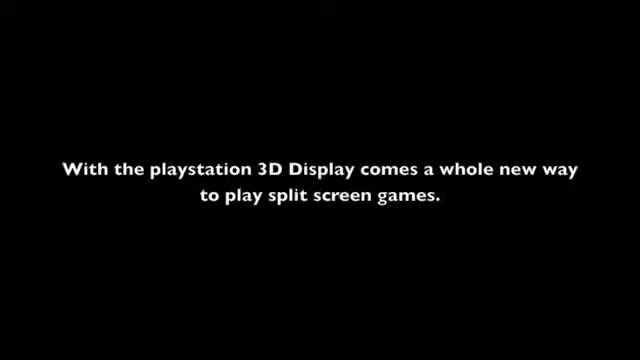 With the playstation 3D Display comes a whole new way
to play split screen games.